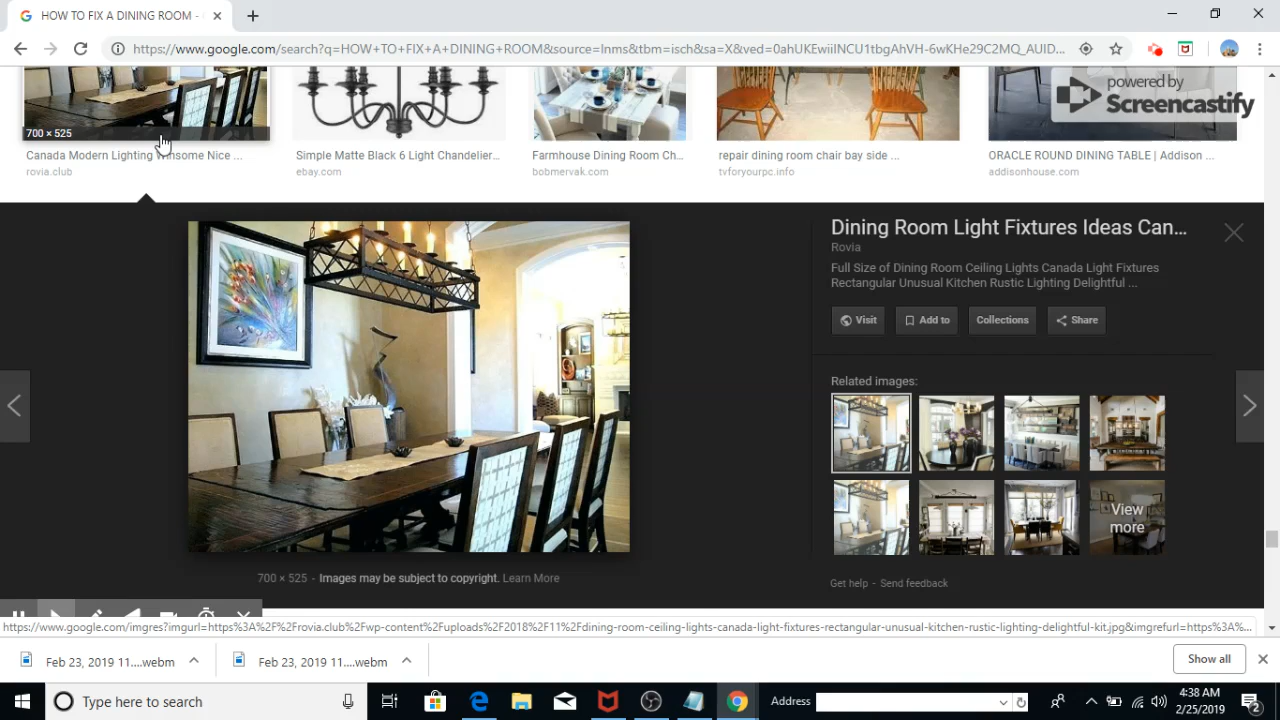 HOW TO FIX A DINING ROOM -
https://www.google.com/search?q=HOW+TO+FIX+A+DINING+ROOM&source=lnms&tbm=isch&sa=X&ved=0ahUKEwiilNCU1tbgAhVH-6wKHe29C2MQ_AUID...
powered by
Screencastify
700 × 525
Canada Modern Lighting Winsome Nice ...
rovia.club
Simple Matte Black 6 Light Chandelier...
ebay.com
Farmhouse Dining Room Ch...
bobmervak.com
repair dining room chair bay side ...
tvforyourpc.info
ORACLE ROUND DINING TABLE | Addison ...
addisonhouse.com
Dining Room Light Fixtures Ideas Can...
Rovia
Full Size of Dining Room Ceiling Lights Canada Light Fixtures
Rectangular Unusual Kitchen Rustic Lighting Delightful ...
Visit
Add to
Collections
Share
Related images:
View
more
700 × 525 - Images may be subject to copyright. Learn More
Get help - Send feedback
https://www.google.com/imgres?imgurl=https%3A%2F%2Frovia.club%2Fwp-content%2Fuploads%2F2018%2F11%2Fdining-room-ceiling-lights-canada-light-fixtures-rectangular-unusual-kitchen-rustic-lighting-delightful-kit.jpg&imgrefurl=https%3A%...
Feb 23, 2019 11....webm
Feb 23, 2019 11....webm
Show all
Type here to search
Address
4:38 AM
2/25/2019
2